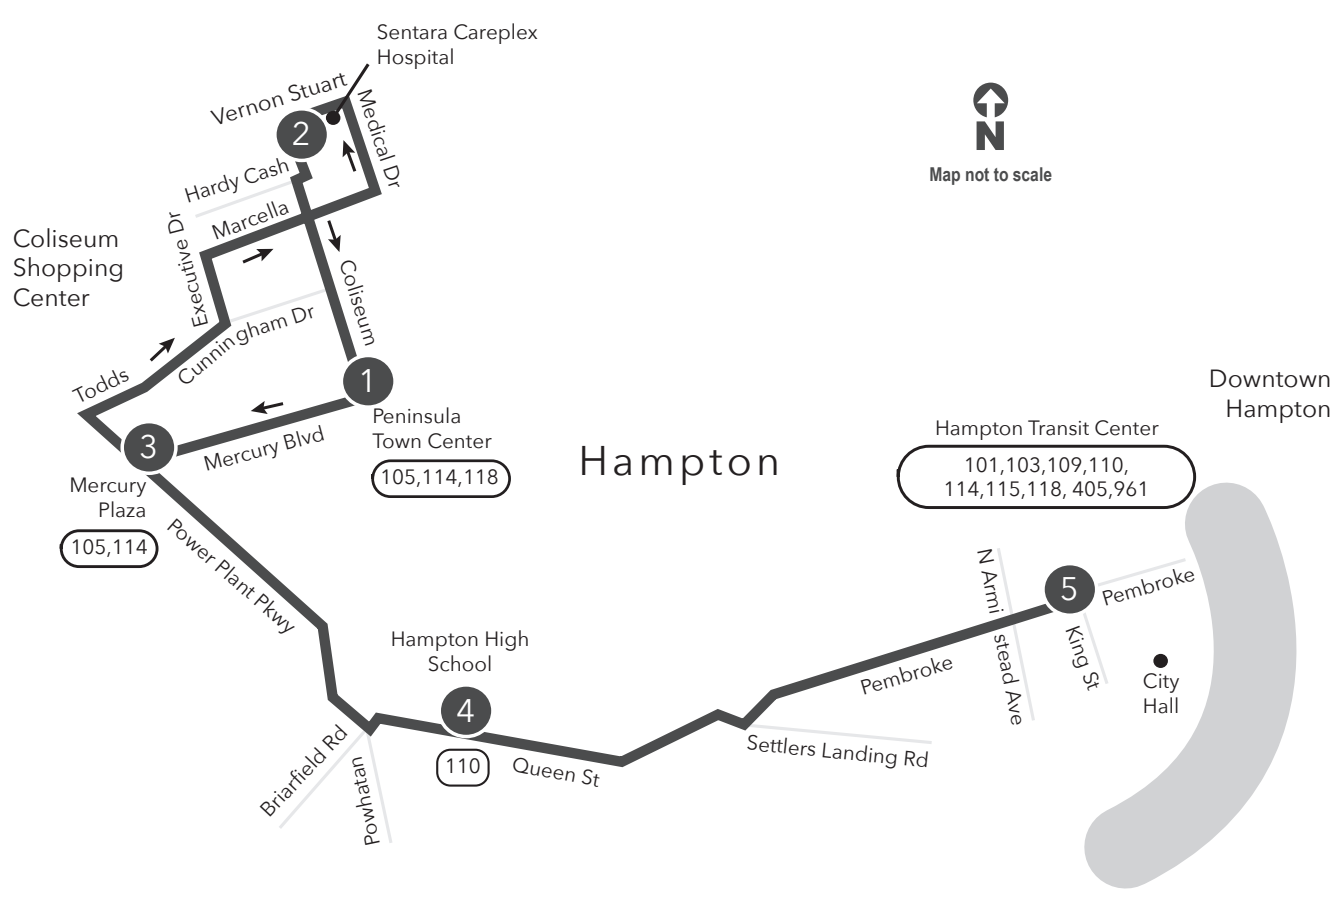 Sentara Careplex
Hospital
Vernon Stuart
Medical Dr
2
Hardy Cash
Marcella
Executive Dr
Coliseum
Shopping
Center
Coliseum
Cunningham Dr
Todds
1
3
Mercury Blvd
Peninsula
Town Center
105,114,118
Mercury
Plaza
105,114
Power Plant Pkwy
N
Map not to scale
Hampton
Downtown
Hampton
Hampton Transit Center
101,103,109,110,
114,115,118, 405,961
N Armi stead Ave
5
Pembroke
King St
City
Hall
Pembroke
Hampton High
School
4
110
Queen St
Settlers Landing Rd
Briarfield Rd
Powhatan